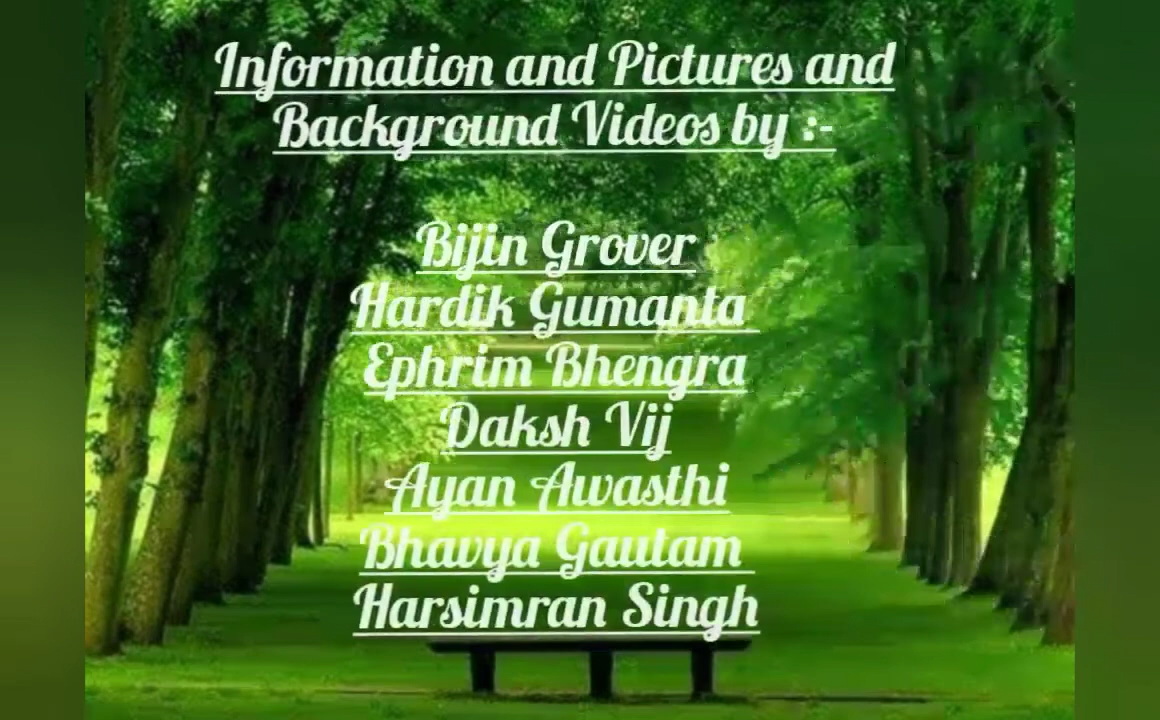 Information and Pictures and
Background Videos by :-
Bijin Grover
Hardik Gumanta
Ephrim Bhengra
Daksh Vij
Ayan Awasthi
Bhavya Gautam
Harsimran Singh